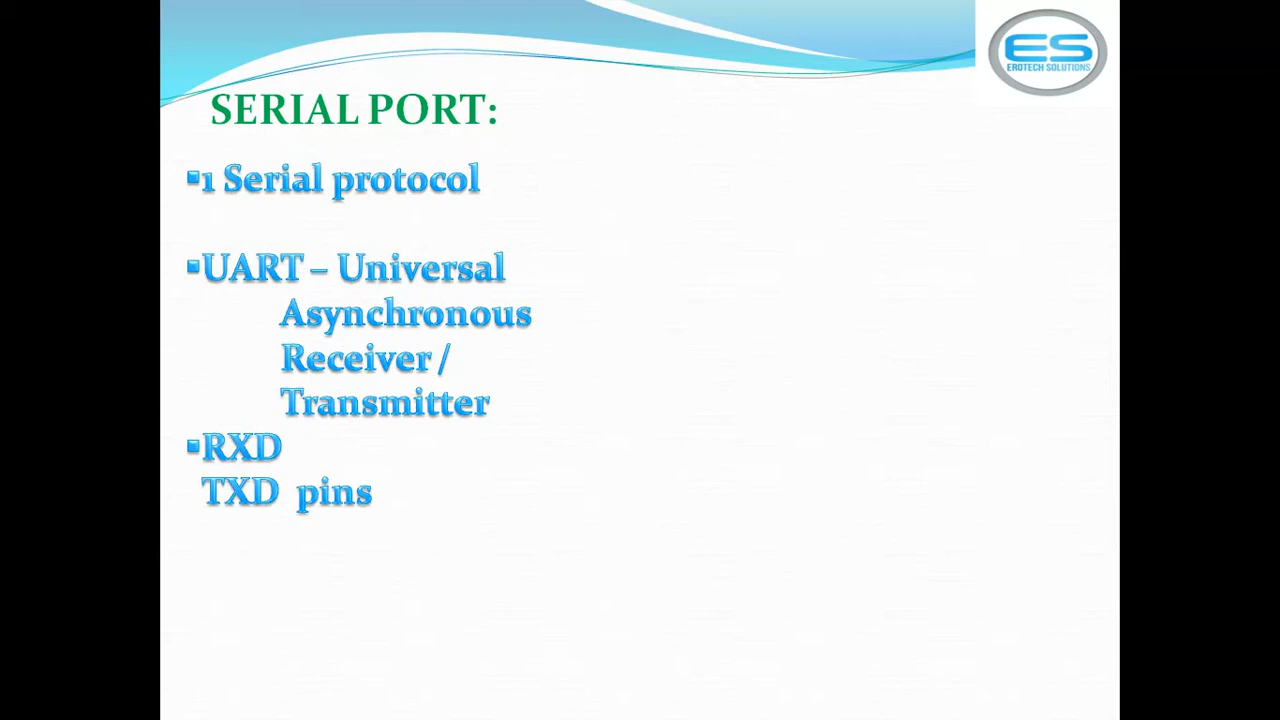 ES
EROTECH SOLUTIONS
SERIAL PORT:
▪1 Serial protocol
▪UART – Universal
Asynchronous
Receiver /
Transmitter
▪RXD
TXD pins